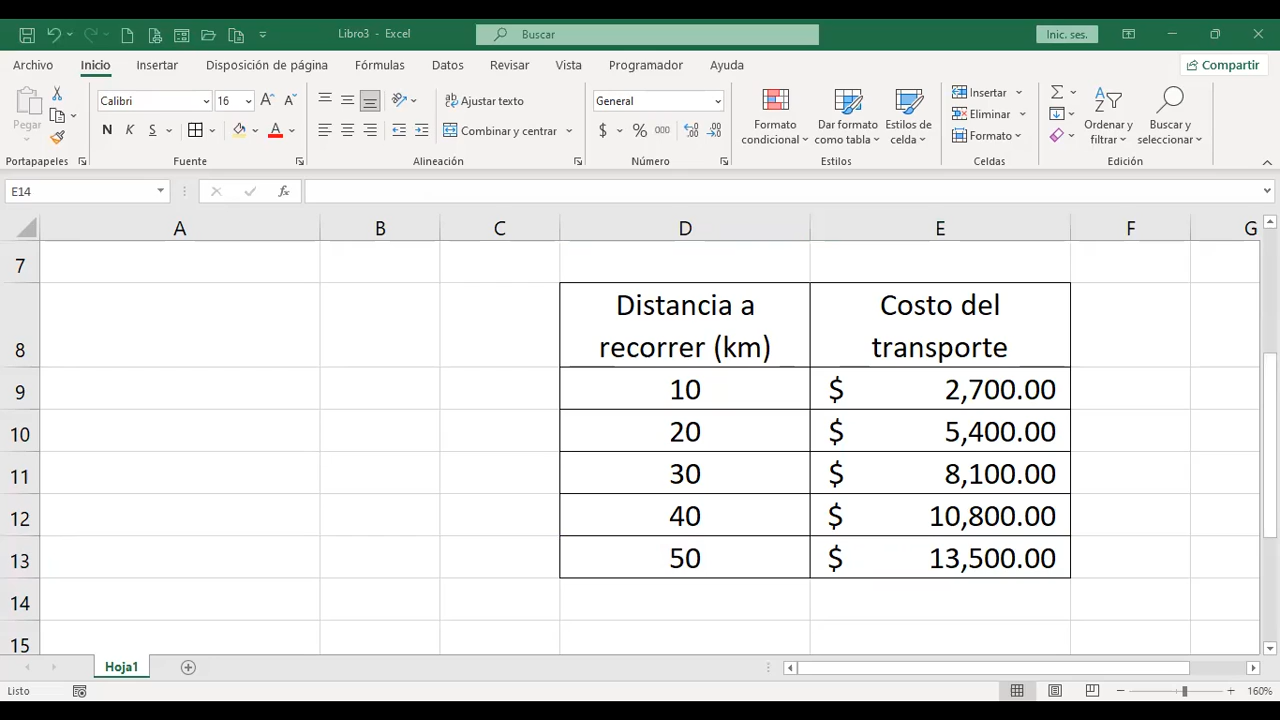 Libro3 - Excel
Buscar
Inic. ses.
Archivo
Inicio
Insertar
Disposición de página
Fórmulas
Datos
Revisar
Vista
Programador
Ayuda
Compartir
Pegar
Portapapeles
Calibri
16
N K S
Fuente
Ajustar texto
Combinar y centrar
Alineación
General
$ % 000
Número
Formato condicional
Dar formato como tabla
Estilos de celda
Estilos
Insertar
Eliminar
Formato
Celdas
Ordenar y filtrar
Buscar y seleccionar
Edición
E14
fx
A B C D E F G
7
8 Distancia a Costo del
recorrer (km) transporte
9 10 $ 2,700.00
10 20 $ 5,400.00
11 30 $ 8,100.00
12 40 $ 10,800.00
13 50 $ 13,500.00
14
15
Hoja1
Listo
160%